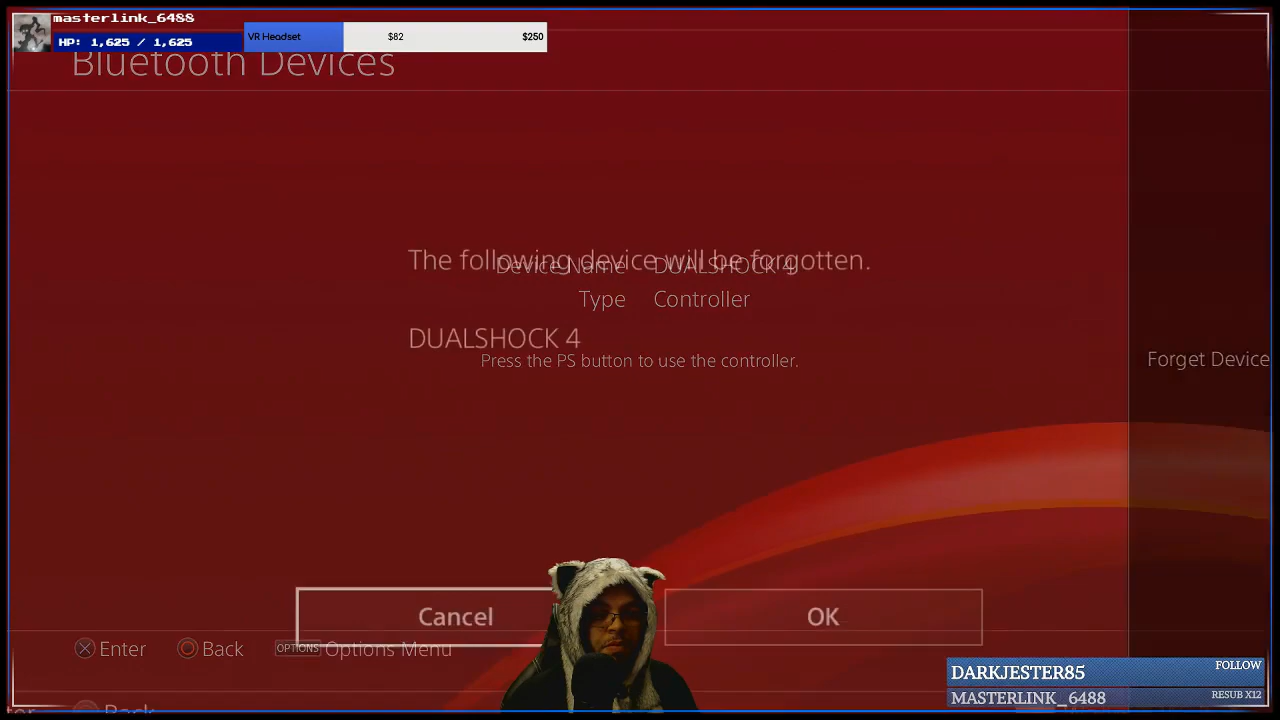 masterlink_6488
HP: 1,625 / 1,625
VR Headset
$82
$250
Bluetooth Devices
The following device will be forgotten.
Device Name DUALSHOCK 4
Type Controller
DUALSHOCK 4
Press the PS button to use the controller.
Forget Device
Cancel
OK
Enter
Back
OPTIONS Options Menu
DARKJESTER85
FOLLOW
MASTERLINK_6488
RESUB X12
Back